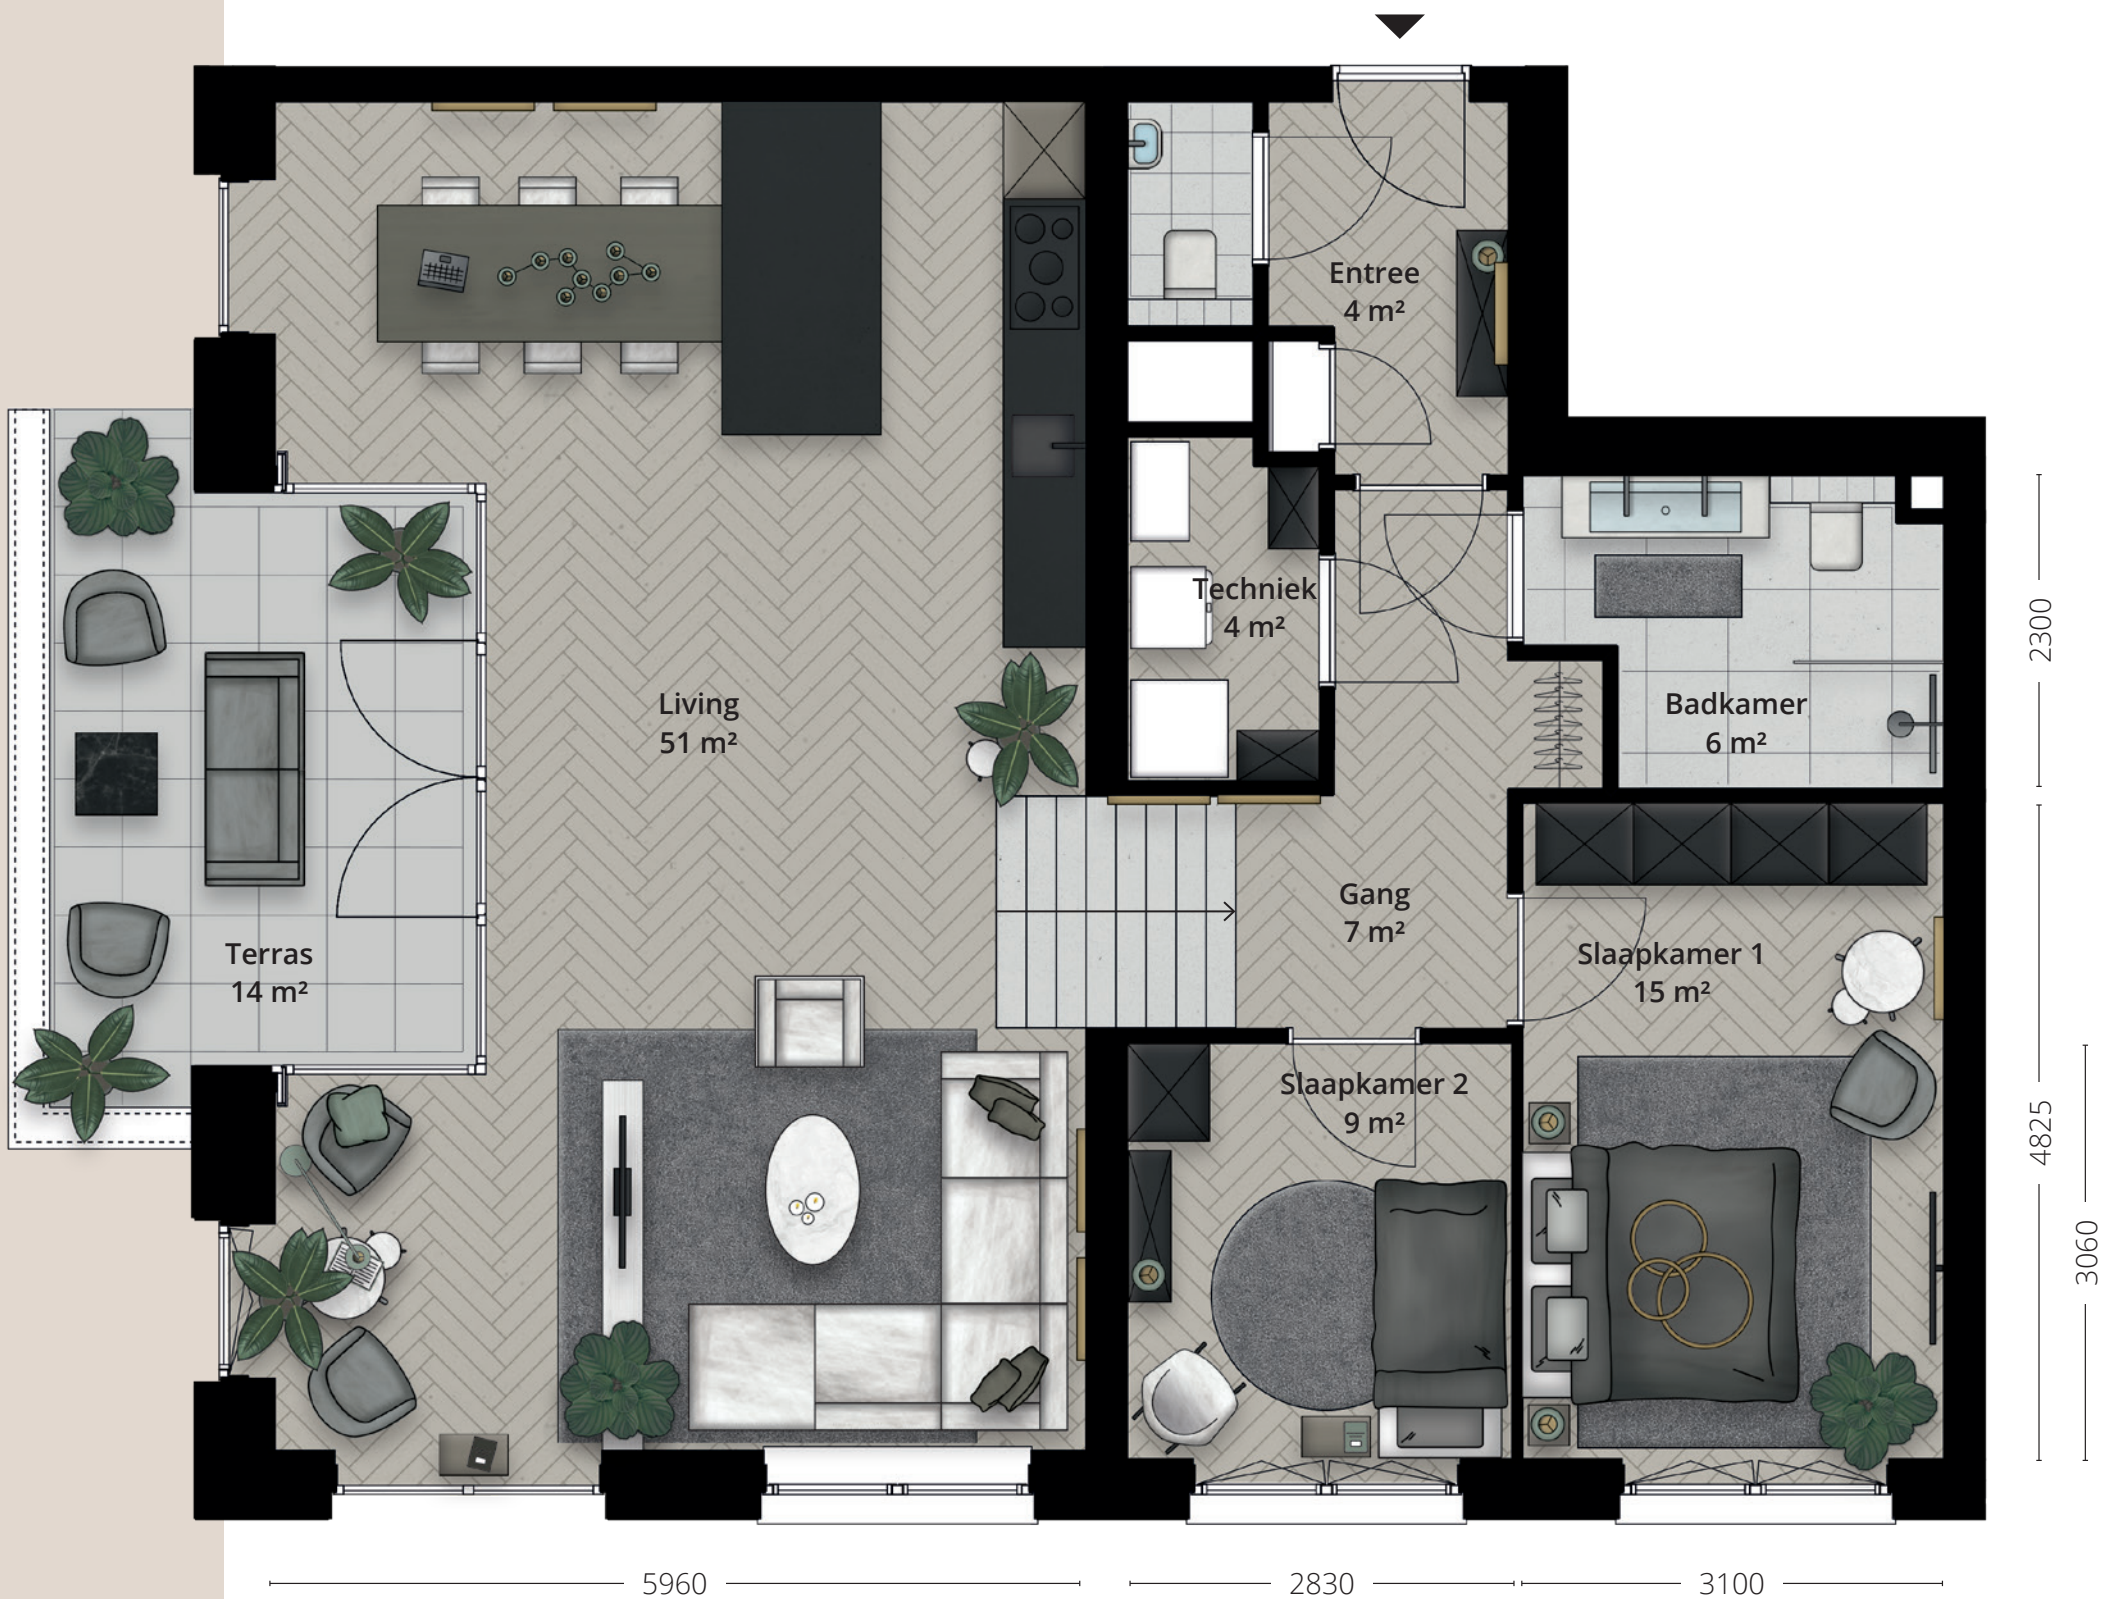 Entree
4 m²
Techniek
4 m²
2300
Living
51 m²
Badkamer
6 m²
Gang
7 m²
Terras
14 m²
Slaapkamer 1
15 m²
Slaapkamer 2
9 m²
4825
3060
5960
2830
3100